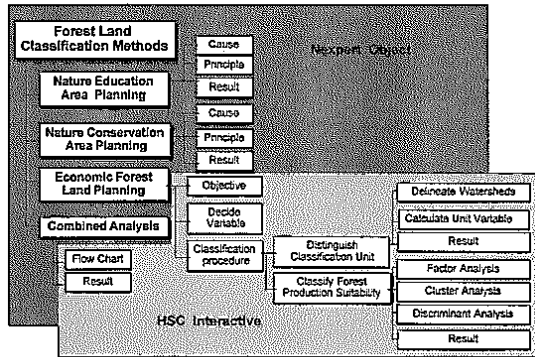 Forest Land
Classification Methods
Nexpert Object
Cause
Principle
Result
Nature Education
Area Planning
Cause
Principle
Result
Nature Conservation
Area Planning
Economic Forest
Land Planning
Objective
Decide
Variable
Classification
procedure
Combined Analysis
Flow Chart
Result
Distinguish
Classification Unit
Classify Forest
Production Suitability
Delineate Watersheds
Calculate Unit Variable
Result
Factor Analysis
Cluster Analysis
Discriminant Analysis
Result
HSC Interactive